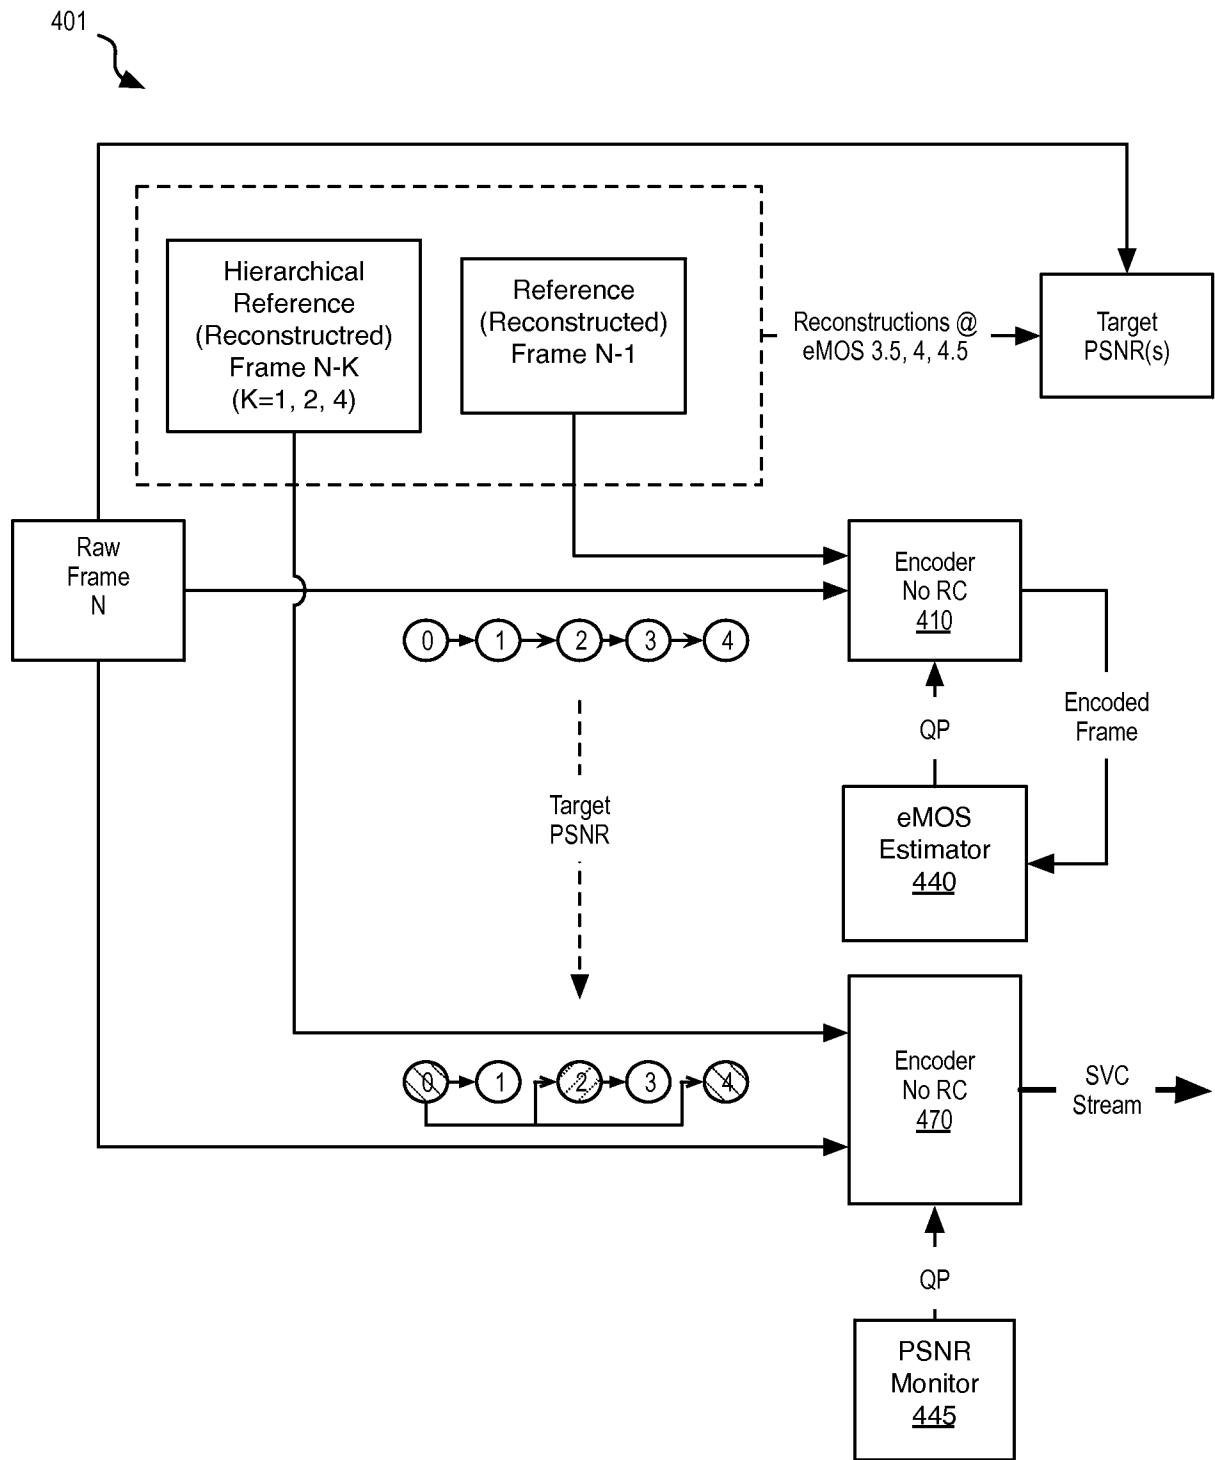 401
Hierarchical
Reference
(Reconstructred)
Frame N-K
(K=1, 2, 4)
Reference
(Reconstructed)
Frame N-1
Reconstructions @
eMOS 3.5, 4, 4.5
Target
PSNR(s)
Raw
Frame
N
Encoder
No RC
410
0 1 2 3 4
QP
Encoded
Frame
Target
PSNR
eMOS
Estimator
440
0 1 2 3 4
Encoder
No RC
470
SVC
Stream
QP
PSNR
Monitor
445